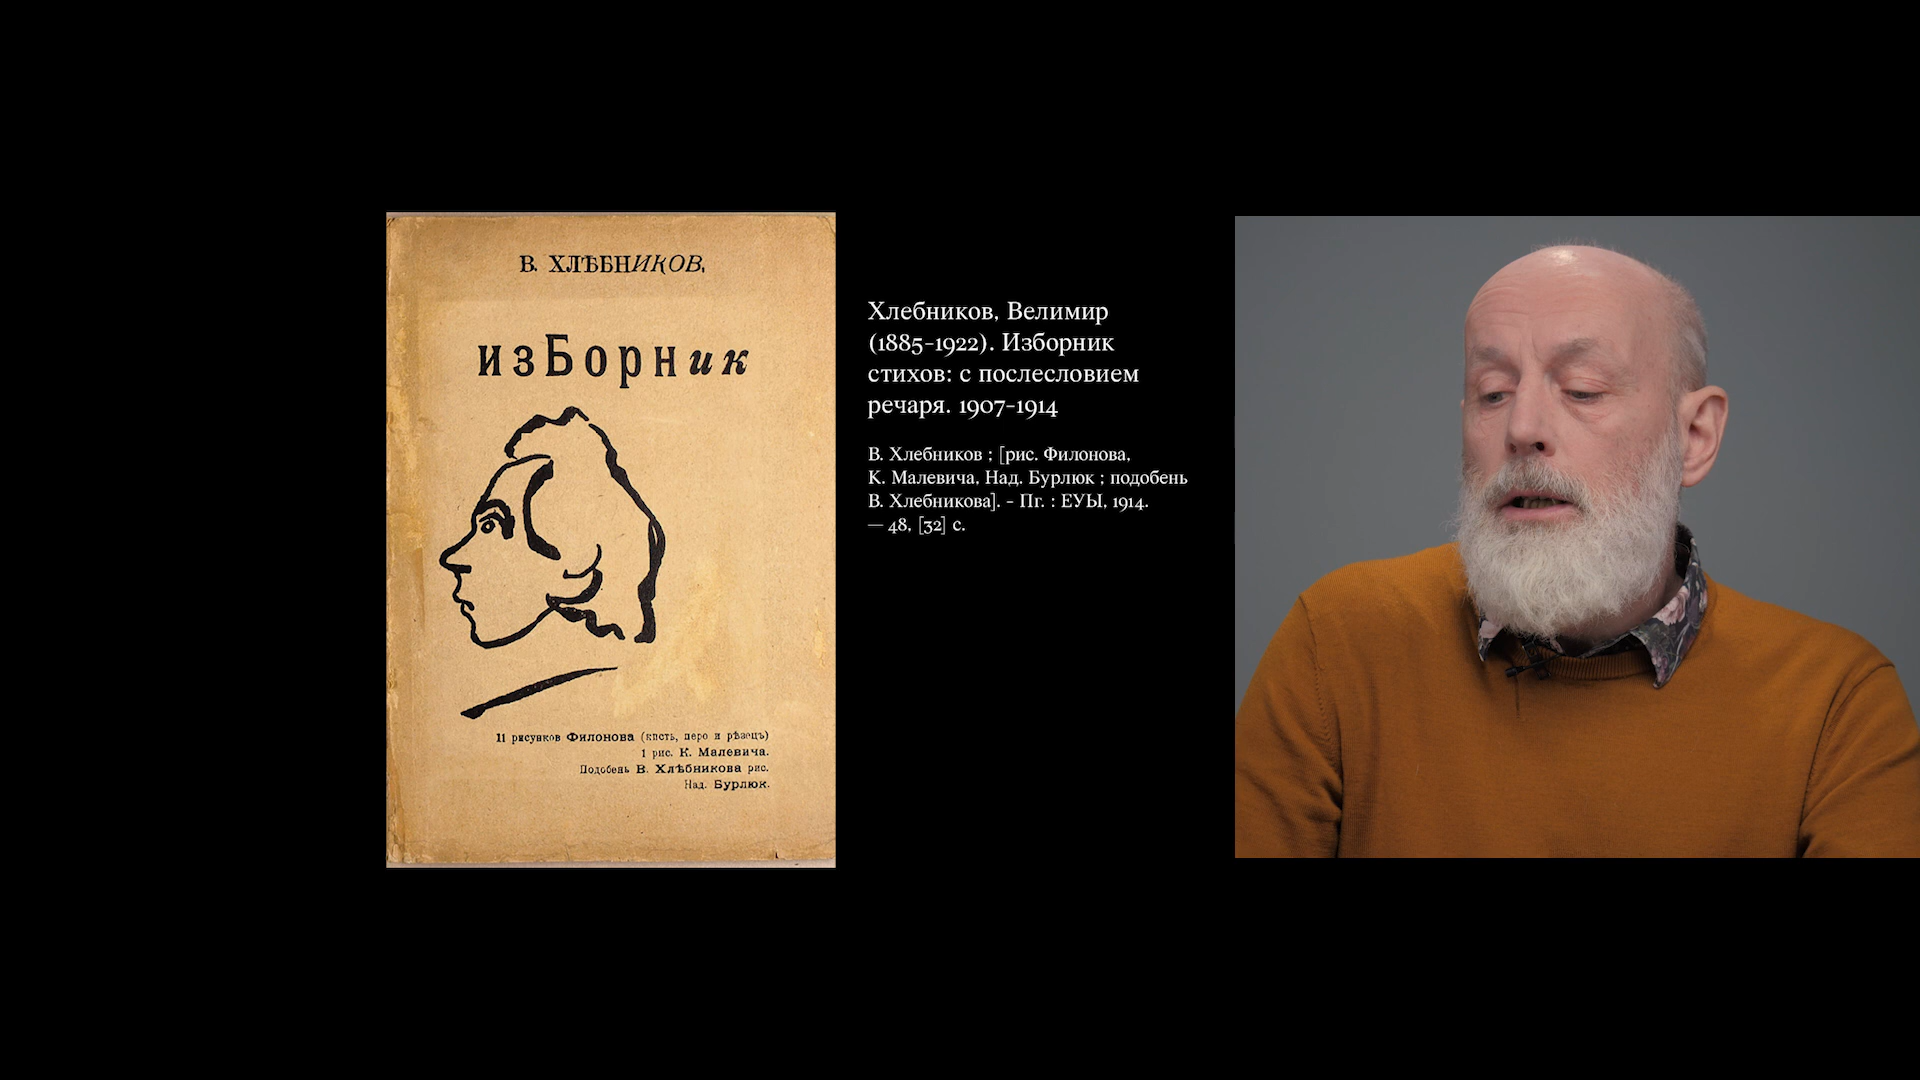 В. ХЛѢБНИКОВ.
изБорник
11 рисунков Филонова (кисть, перо и рѣзецъ)
1 рис. К. Малевича.
Подобень В. Хлѣбникова рис.
Над. Бурлюк.
Хлебников, Велимир
(1885-1922). Изборник
стихов: с послесловием
речаря. 1907-1914
В. Хлебников ; [рис. Филонова,
К. Малевича, Над. Бурлюк ; подобень
В. Хлебникова]. - Пг. : ЕУЫ, 1914.
— 48, [32] с.